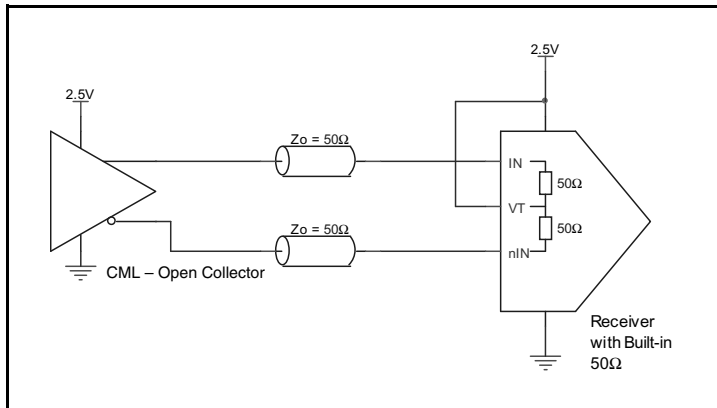 2.5V
2.5V
Zo = 50Ω
IN
50Ω
VT
50Ω
Zo = 50Ω
nIN
CML – Open Collector
Receiver
with Built-in
50Ω